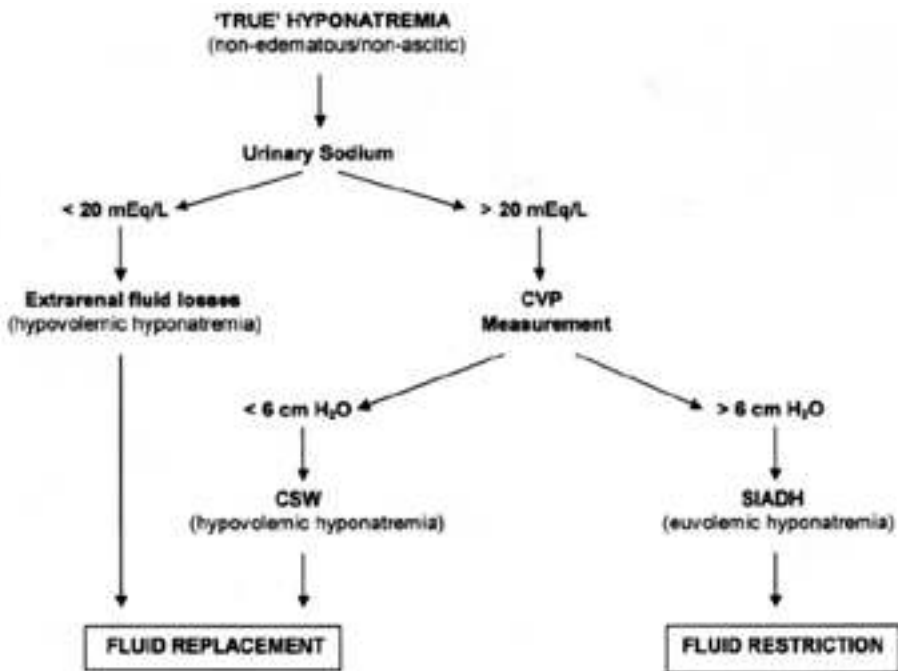 'TRUE' HYPONATREMIA
(non-edematous/non-ascitic)
Urinary Sodium
< 20 mEq/L
> 20 mEq/L
Extrarenal fluid losses
(hypovolemic hyponatremia)
CVP
Measurement
< 6 cm H₂O
> 6 cm H₂O
CSW
(hypovolemic hyponatremia)
SIADH
(euvolemic hyponatremia)
FLUID REPLACEMENT
FLUID RESTRICTION